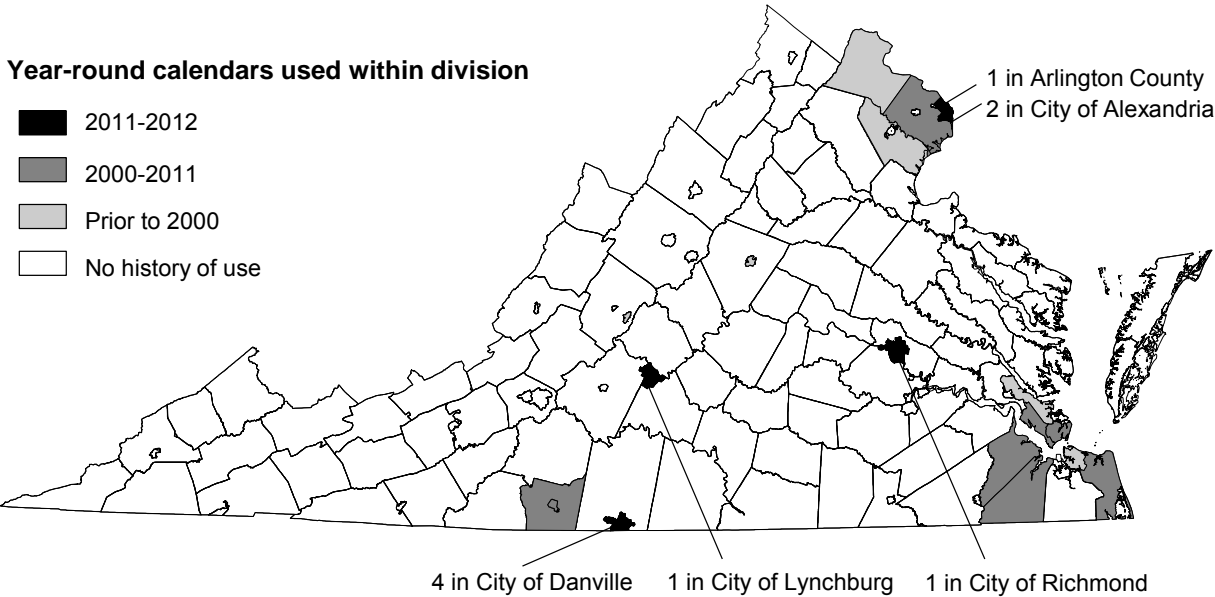 Year-round calendars used within division
2011-2012
2000-2011
Prior to 2000
No history of use
1 in Arlington County
2 in City of Alexandria
4 in City of Danville
1 in City of Lynchburg
1 in City of Richmond